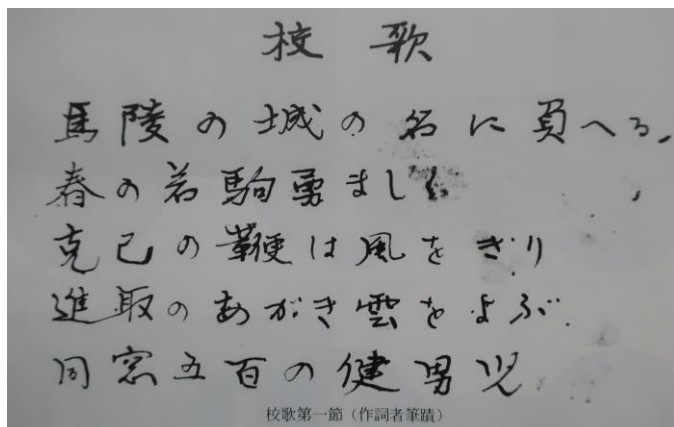 校歌
馬陵の城の名に負へる、
春の若駒勇ましく
克己の鞭は風をきり
進取のあがき雲をよぶ
同窓五百の健男児
校歌第一節（作詞者筆蹟）